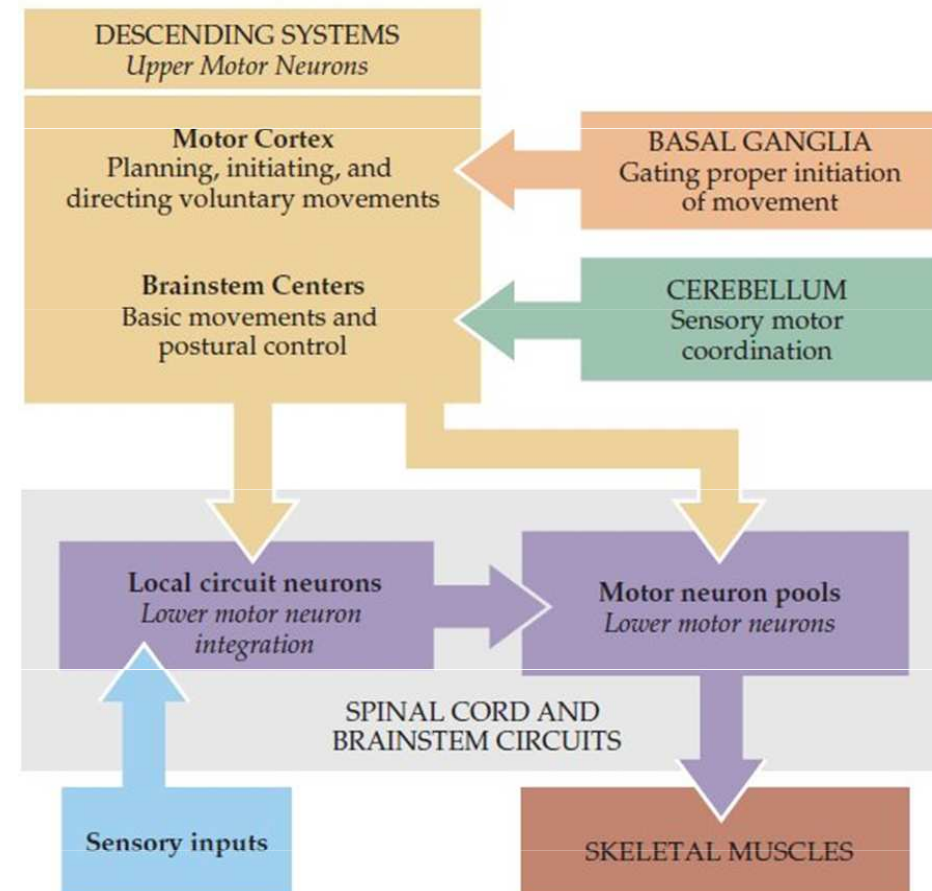 DESCENDING SYSTEMS
Upper Motor Neurons
Motor Cortex
Planning, initiating, and
directing voluntary movements
Brainstem Centers
Basic movements and
postural control
BASAL GANGLIA
Gating proper initiation
of movement
CEREBELLUM
Sensory motor
coordination
Local circuit neurons
Lower motor neuron
integration
Motor neuron pools
Lower motor neurons
SPINAL CORD AND
BRAINSTEM CIRCUITS
Sensory inputs
SKELETAL MUSCLES